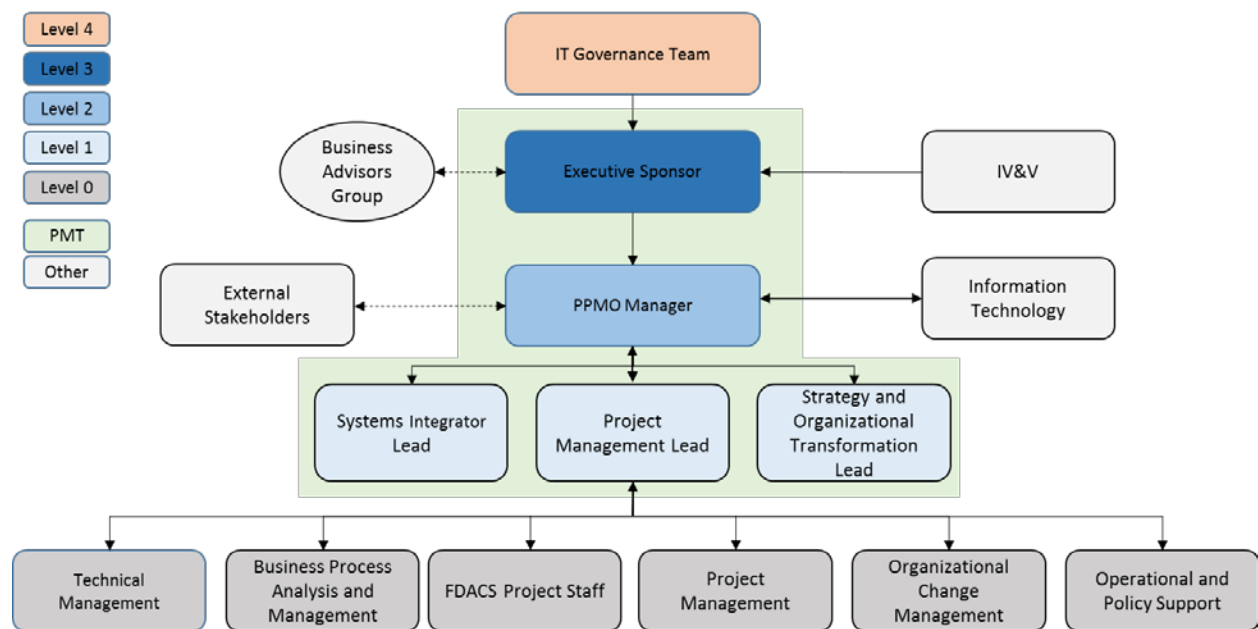 Level 4
Level 3
Level 2
Level 1
Level 0
PMT
Other
IT Governance Team
Business
Advisors
Group
Executive Sponsor
IV&V
External
Stakeholders
PPMO Manager
Information
Technology
Systems Integrator
Lead
Project
Management Lead
Strategy and
Organizational
Transformation
Lead
Technical
Management
Business Process
Analysis and
Management
FDACS Project Staff
Project
Management
Organizational
Change
Management
Operational and
Policy Support